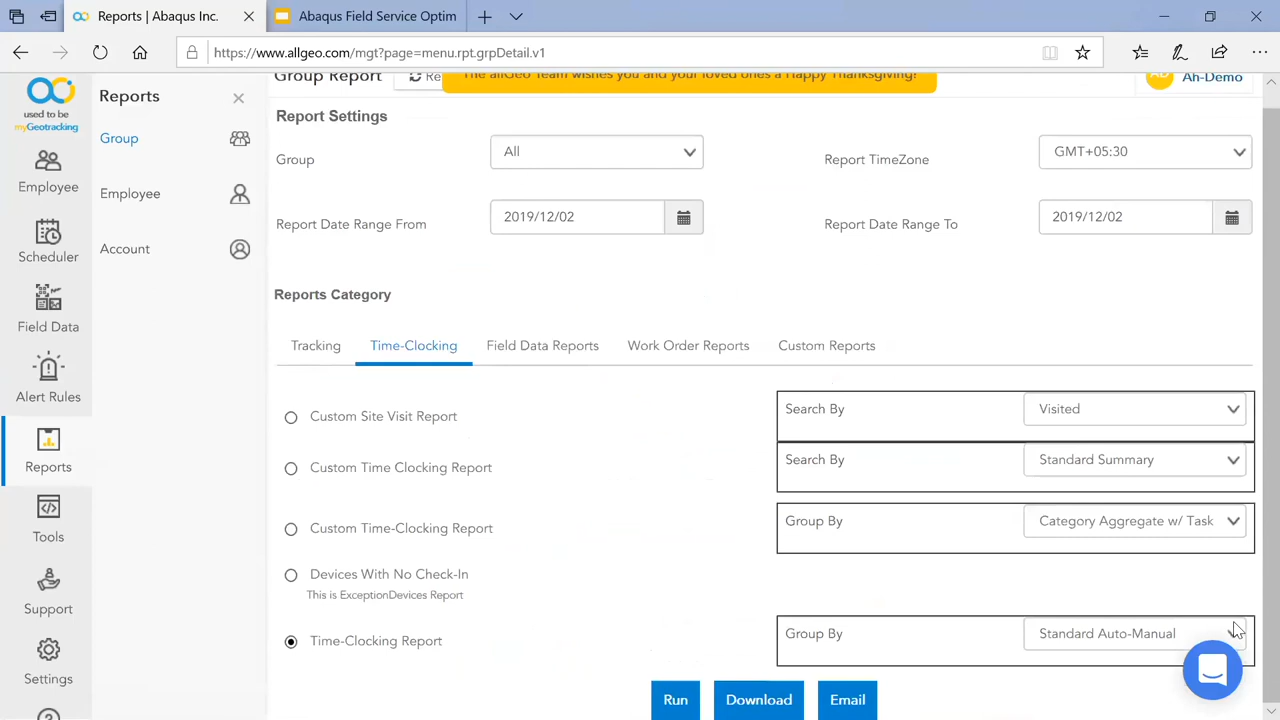 Reports | Abaqus Inc.
Abaqus Field Service Optim
https://www.allgeo.com/mgt?page=menu.rpt.grpDetail.v1
used to be
myGeotracking
Employee
Scheduler
Field Data
Alert Rules
Reports
Tools
Support
Settings
Reports
Group
Employee
Account
Group Report
Re
The allGeo Team wishes you and your loved ones a Happy Thanksgiving!
Ah-Demo
Report Settings
Group
All
Report TimeZone
GMT+05:30
Report Date Range From
2019/12/02
Report Date Range To
2019/12/02
Reports Category
Tracking
Time-Clocking
Field Data Reports
Work Order Reports
Custom Reports
Custom Site Visit Report
Search By
Visited
Custom Time Clocking Report
Search By
Standard Summary
Custom Time-Clocking Report
Group By
Category Aggregate w/ Task
Devices With No Check-In
This is ExceptionDevices Report
Time-Clocking Report
Group By
Standard Auto-Manual
Run
Download
Email